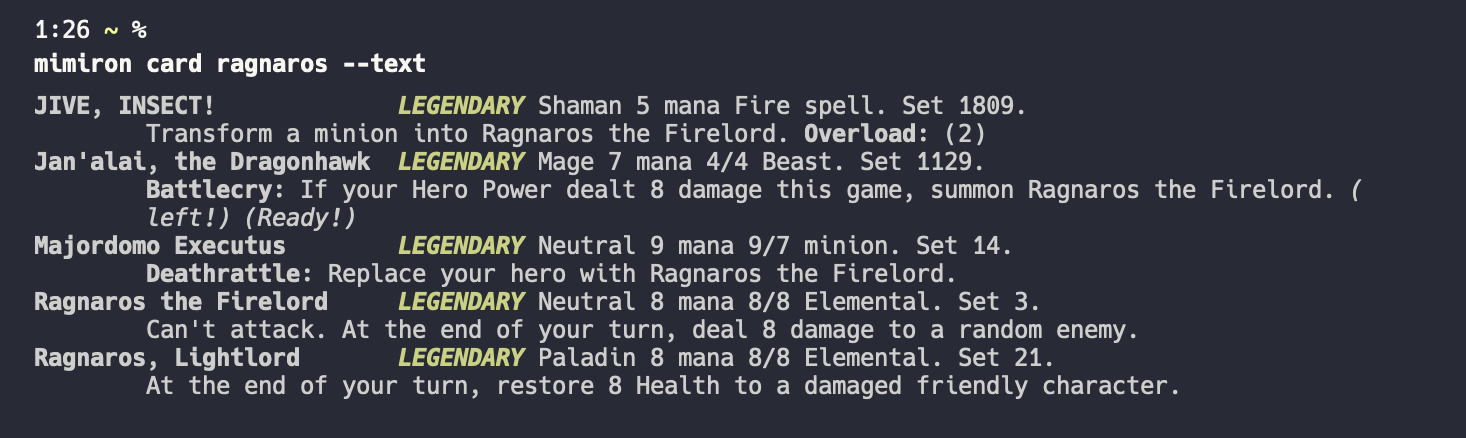 1:26 ~ %
mimiron card ragnaros --text
JIVE, INSECT! LEGENDARY Shaman 5 mana Fire spell. Set 1809.
Transform a minion into Ragnaros the Firelord. Overload: (2)
Jan'alai, the Dragonhawk LEGENDARY Mage 7 mana 4/4 Beast. Set 1129.
Battlecry: If your Hero Power dealt 8 damage this game, summon Ragnaros the Firelord. (
left!) (Ready!)
Majordomo Executus LEGENDARY Neutral 9 mana 9/7 minion. Set 14.
Deathrattle: Replace your hero with Ragnaros the Firelord.
Ragnaros the Firelord LEGENDARY Neutral 8 mana 8/8 Elemental. Set 3.
Can't attack. At the end of your turn, deal 8 damage to a random enemy.
Ragnaros, Lightlord LEGENDARY Paladin 8 mana 8/8 Elemental. Set 21.
At the end of your turn, restore 8 Health to a damaged friendly character.